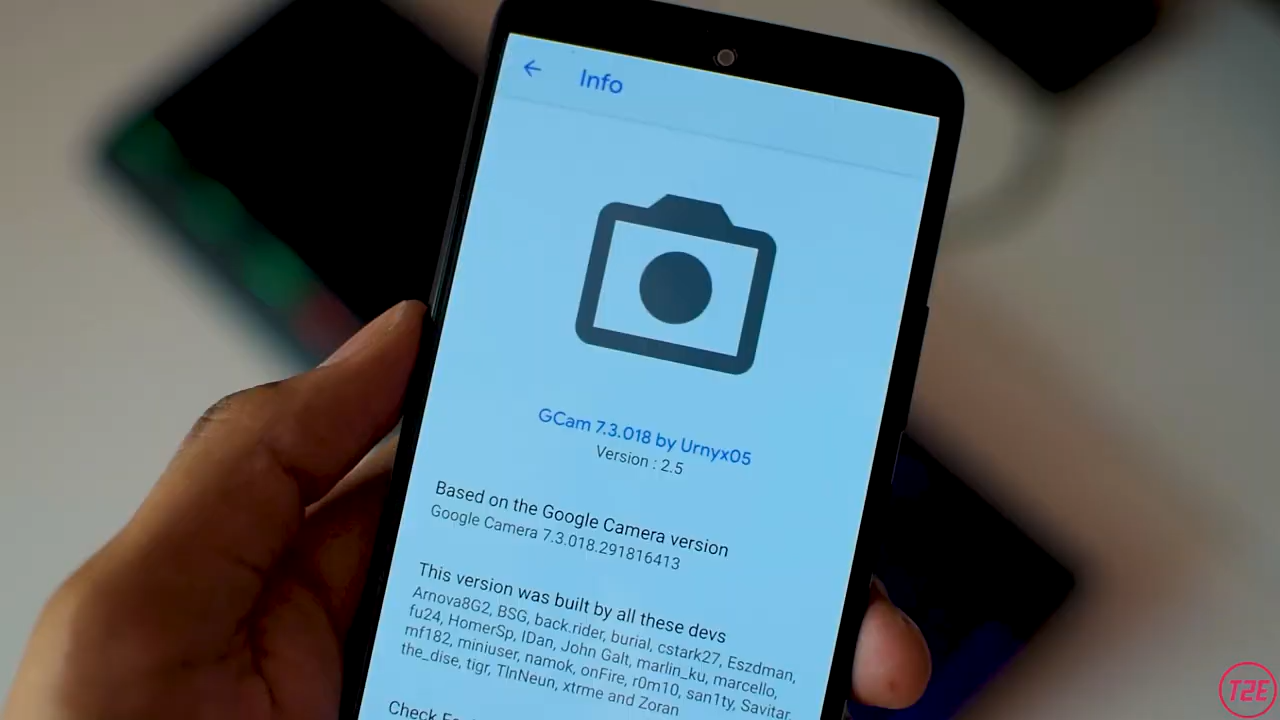 Info
GCam 7.3.018 by Urnyx05
Version : 2.5
Based on the Google Camera version
Google Camera 7.3.018.291816413
This version was built by all these devs
Arnova8G2, BSG, back.rider, burial, cstark27, Eszdman,
fu24, HomerSp, IDan, John Galt, marlin_ku, marcello,
mf182, miniuser, namok, onFire, r0m10, san1ty, Savitar,
the_dise, tigr, TlnNeun, xtrme and Zoran
Check
T2E